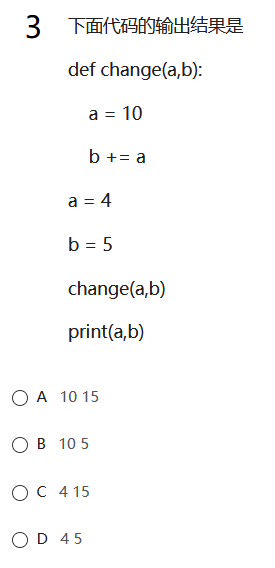 3 下面代码的输出结果是
def change(a,b):
a = 10
b += a
a = 4
b = 5
change(a,b)
print(a,b)
A 10 15
B 10 5
C 4 15
D 4 5